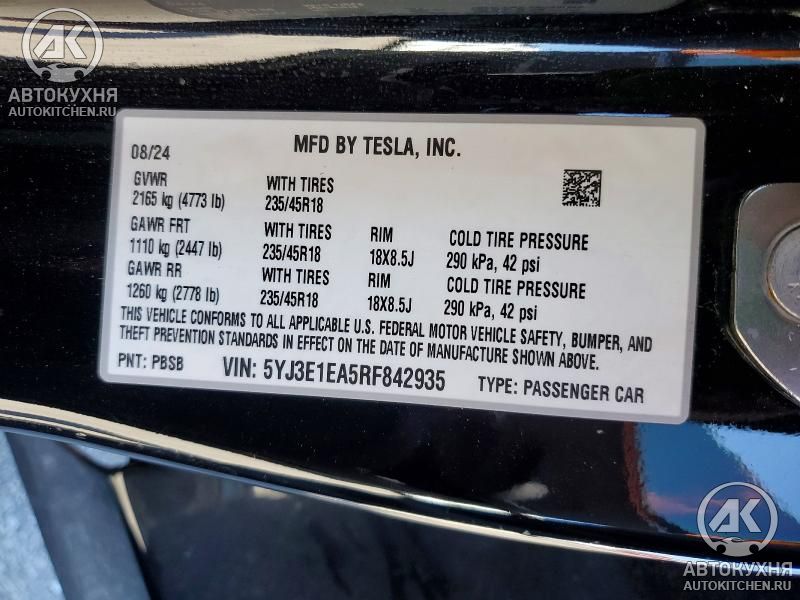 АК
АВТОКУХНЯ
AUTOKITCHEN.RU
MFD BY TESLA, INC.
08/24
GVWR WITH TIRES
2165 kg (4773 lb) 235/45R18
GAWR FRT WITH TIRES RIM COLD TIRE PRESSURE
1110 kg (2447 lb) 235/45R18 18X8.5J 290 kPa, 42 psi
GAWR RR WITH TIRES RIM COLD TIRE PRESSURE
1260 kg (2778 lb) 235/45R18 18X8.5J 290 kPa, 42 psi
THIS VEHICLE CONFORMS TO ALL APPLICABLE U.S. FEDERAL MOTOR VEHICLE SAFETY, BUMPER, AND
THEFT PREVENTION STANDARDS IN EFFECT ON THE DATE OF MANUFACTURE SHOWN ABOVE.
PNT: PBSB VIN: 5YJ3E1EA5RF842935 TYPE: PASSENGER CAR
АК
АВТОКУХНЯ
AUTOKITCHEN.RU